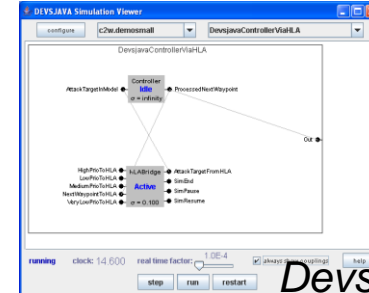 DEVSJAVA Simulation Viewer
configure
c2w.demosmall
DevsjavaControllerViaHLA
DevsjavaControllerViaHLA
Controller
Idle
σ = infinity
AttackTargetInModel
ProcessedNextWaypoint
Out
HighPrioToHLA
LowPrioToHLA
MediumPrioToHLA
NextWaypointToHLA
VeryLowPrioToHLA
HLABridge
Active
σ = 0.100
AttackTargetFromHLA
SimEnd
SimPause
SimResume
running
clock: 14.600
real time factor:
1.0E-4
always show couplings
help
step
run
restart
Devs